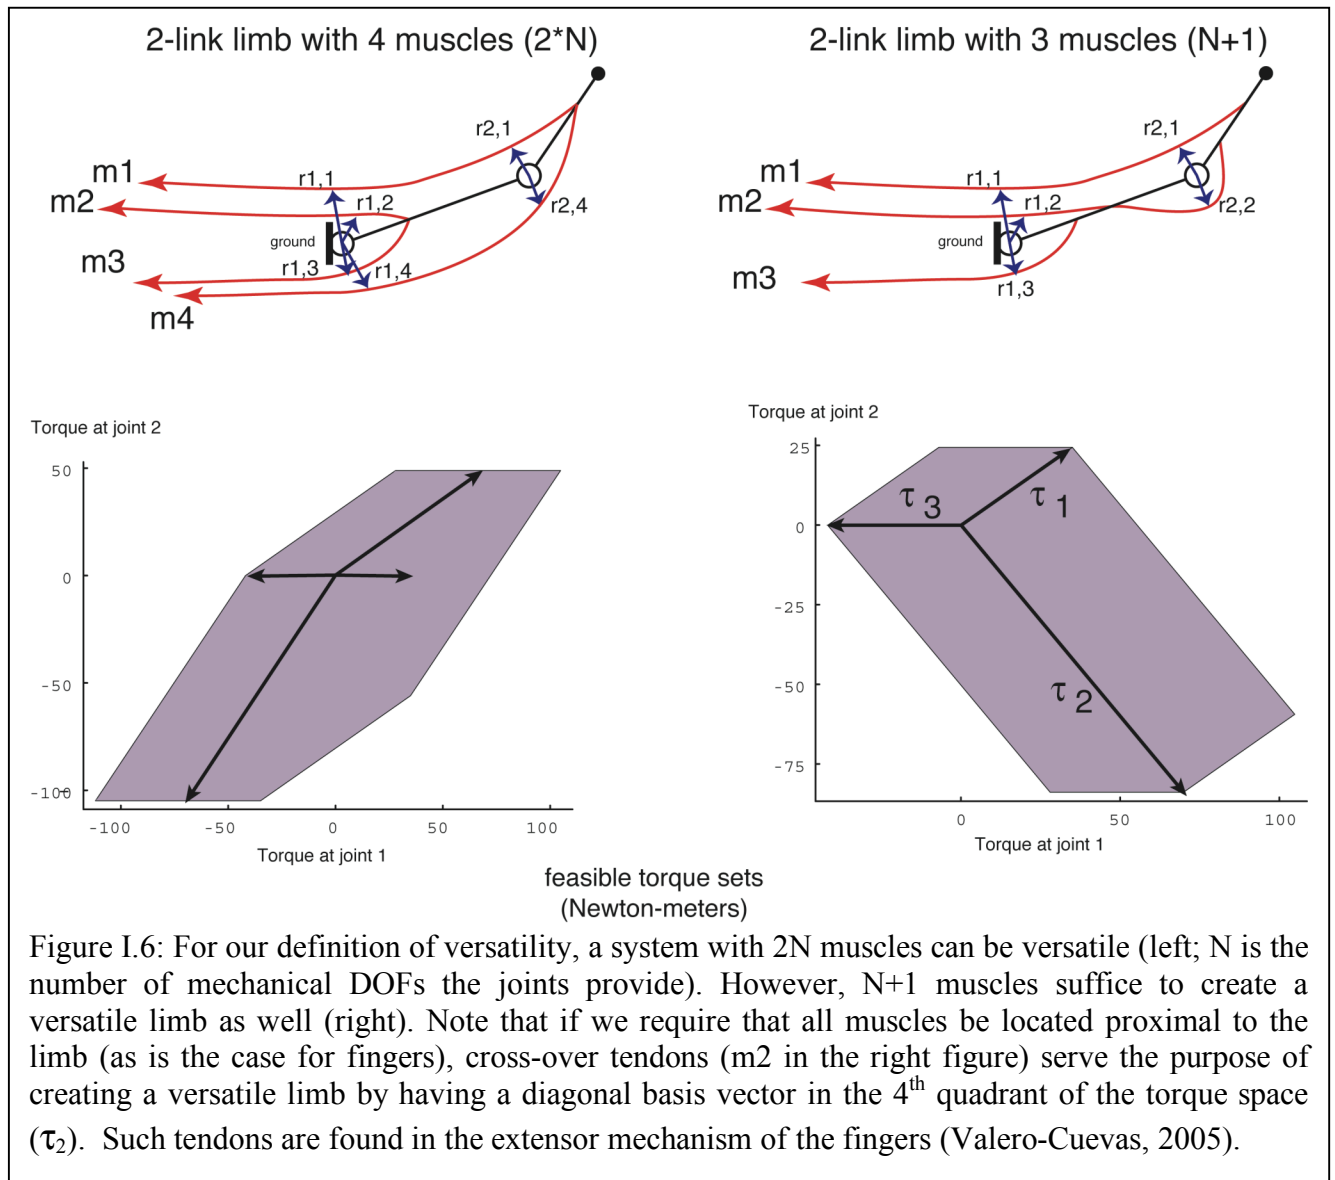 2-link limb with 4 muscles (2*N)
r2,1
m1
r1,1
m2
r1,2
r2,4
ground
m3
r1,3
r1,4
m4
2-link limb with 3 muscles (N+1)
r2,1
m1
r1,1
m2
r1,2
r2,2
ground
m3
r1,3
Torque at joint 2
50
0
-50
-100
-100 -50 0 50 100
Torque at joint 1
Torque at joint 2
25
0
-25
-50
-75
τ 3
τ 1
τ 2
0 50 100
Torque at joint 1
feasible torque sets
(Newton-meters)
Figure I.6: For our definition of versatility, a system with 2N muscles can be versatile (left; N is the
number of mechanical DOFs the joints provide). However, N+1 muscles suffice to create a
versatile limb as well (right). Note that if we require that all muscles be located proximal to the
limb (as is the case for fingers), cross-over tendons (m2 in the right figure) serve the purpose of
creating a versatile limb by having a diagonal basis vector in the 4th quadrant of the torque space
(τ2). Such tendons are found in the extensor mechanism of the fingers (Valero-Cuevas, 2005).